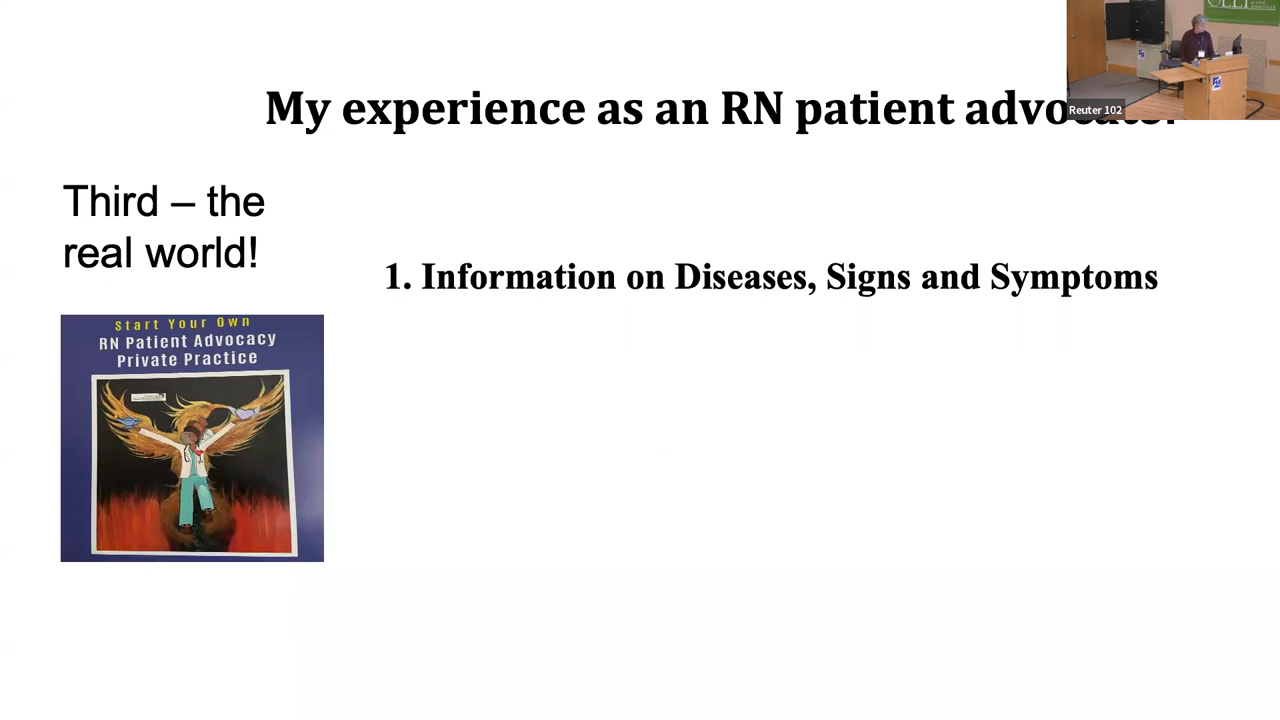 My experience as an RN patient
Third – the
real world!
1. Information on Diseases, Signs and Symptoms
Start Your Own
RN Patient Advocacy
Private Practice
Reuter 102
OLLI